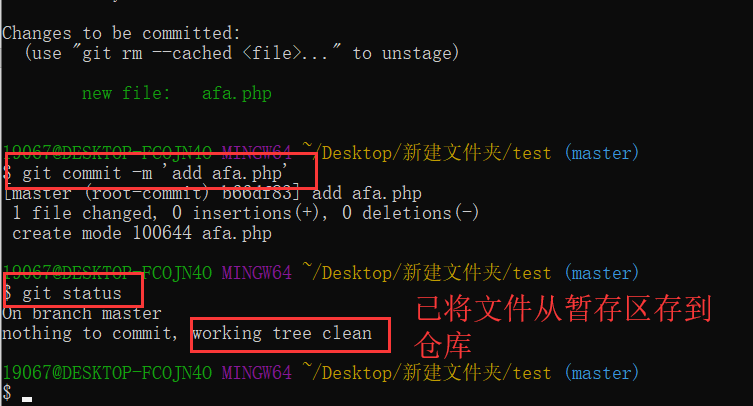 Changes to be committed:
(use "git rm --cached <file>..." to unstage)
new file: afa.php
19067@DESKTOP-FCOJN40 MINGW64 ~/Desktop/新建文件夹/test (master)
$ git commit -m 'add afa.php'
[master (root-commit) b66df83] add afa.php
1 file changed, 0 insertions(+), 0 deletions(-)
create mode 100644 afa.php
19067@DESKTOP-FCOJN40 MINGW64 ~/Desktop/新建文件夹/test (master)
$ git status
On branch master
nothing to commit, working tree clean
已将文件从暂存区存到
仓库
19067@DESKTOP-FCOJN40 MINGW64 ~/Desktop/新建文件夹/test (master)
$